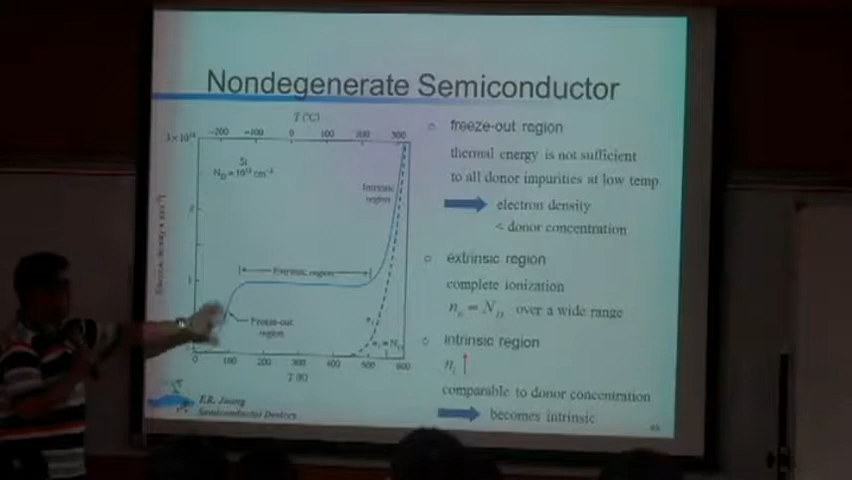 Nondegenerate Semiconductor
T (°C)
-200 -100 0 100 200 300
Si
Intrinsic
region
Extrinsic region
Freeze-out
region
0 100 200 300 400 500 600
T (K)
E.R. Juang
Semiconductor Devices
freeze-out region
thermal energy is not sufficient
to all donor impurities at low temp
electron density
< donor concentration
extrinsic region
complete ionization
over a wide range
intrinsic region
nᵢ ↑
comparable to donor concentration
becomes intrinsic